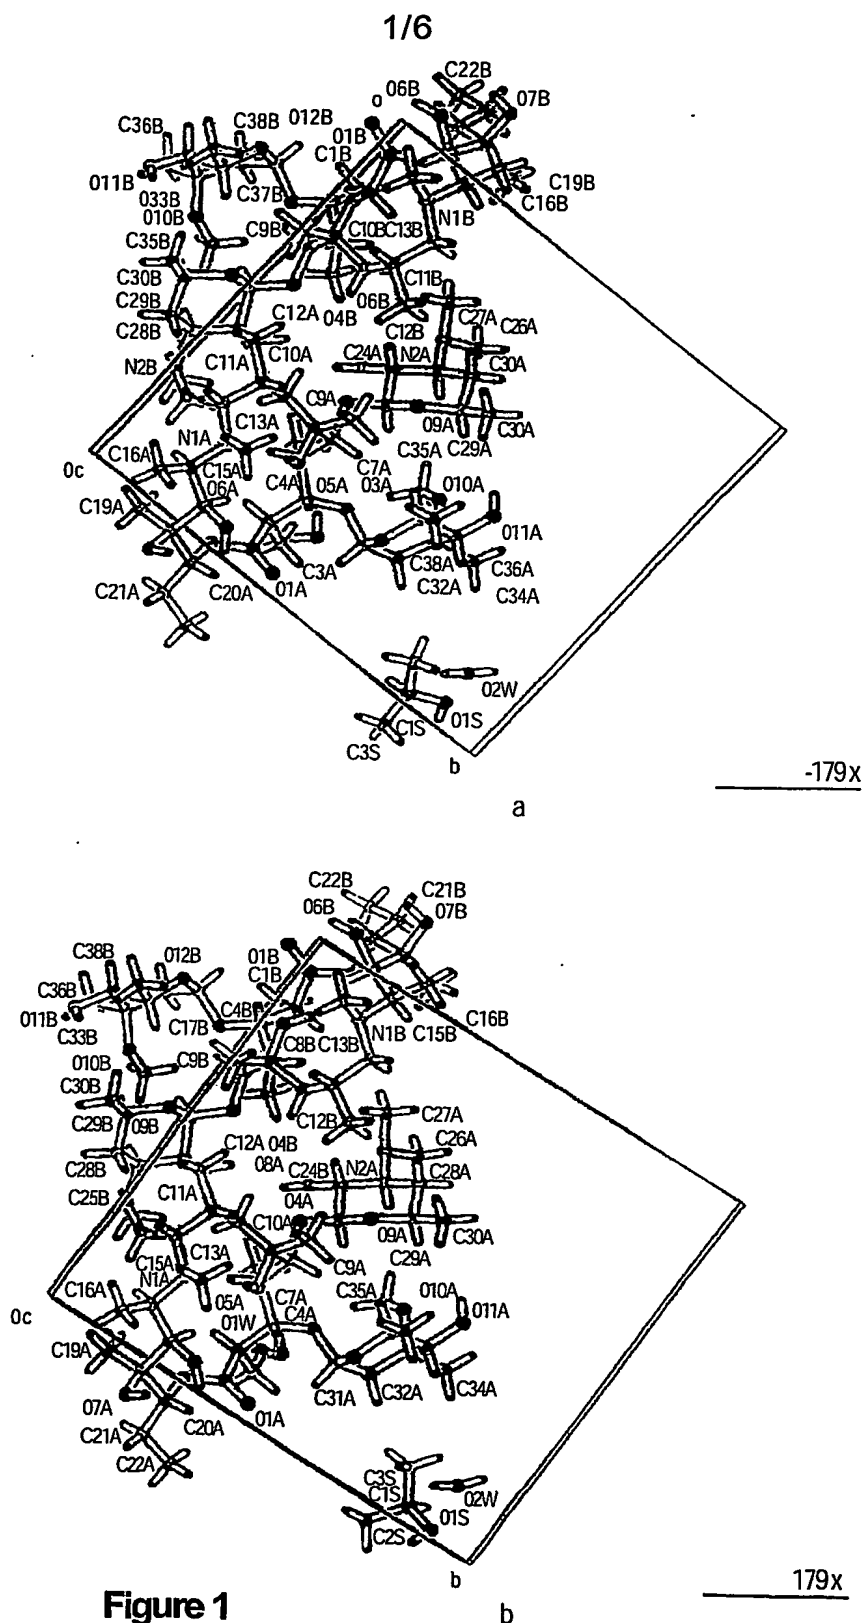 1/6
C22B
06B
07B
o
C36B
C38B
012B
01B
C1B
011B
C37B
C19B
033B
C16B
010B
N1B
C9B
C10B
C13B
C35B
C30B
C11B
06B
C29B
C27A
C12A
04B
C26A
C28B
C12B
C10A
C24A
N2A
N2B
C11A
C30A
C9A
C13A
09A
C30A
N1A
C29A
0c
C16A
C35A
C15A
C7A
C4A
05A
03A
010A
06A
C19A
011A
C38A
C3A
C32A
C36A
C21A
C20A
01A
C34A
02W
01S
C1S
C3S
b
-179x
a
C22B
C21B
06B
07B
C38B
012B
01B
C36B
C1B
C16B
011B
C4B
C33B
C17B
N1B
C15B
C8B
C13B
010B
C9B
C30B
C27A
C29B
09B
C12B
C12A
04B
C26A
C28B
08A
C24B
N2A
C28A
C25B
C11A
04A
C10A
09A
C30A
C15A
C13A
C29A
C9A
N1A
C16A
05A
C7A
C35A
010A
011A
0c
01W
C4A
C19A
C34A
C31A
C32A
07A
01A
C20A
C21A
C22A
C3S
C1S
02W
01S
C2S
b
179x
Figure 1
b